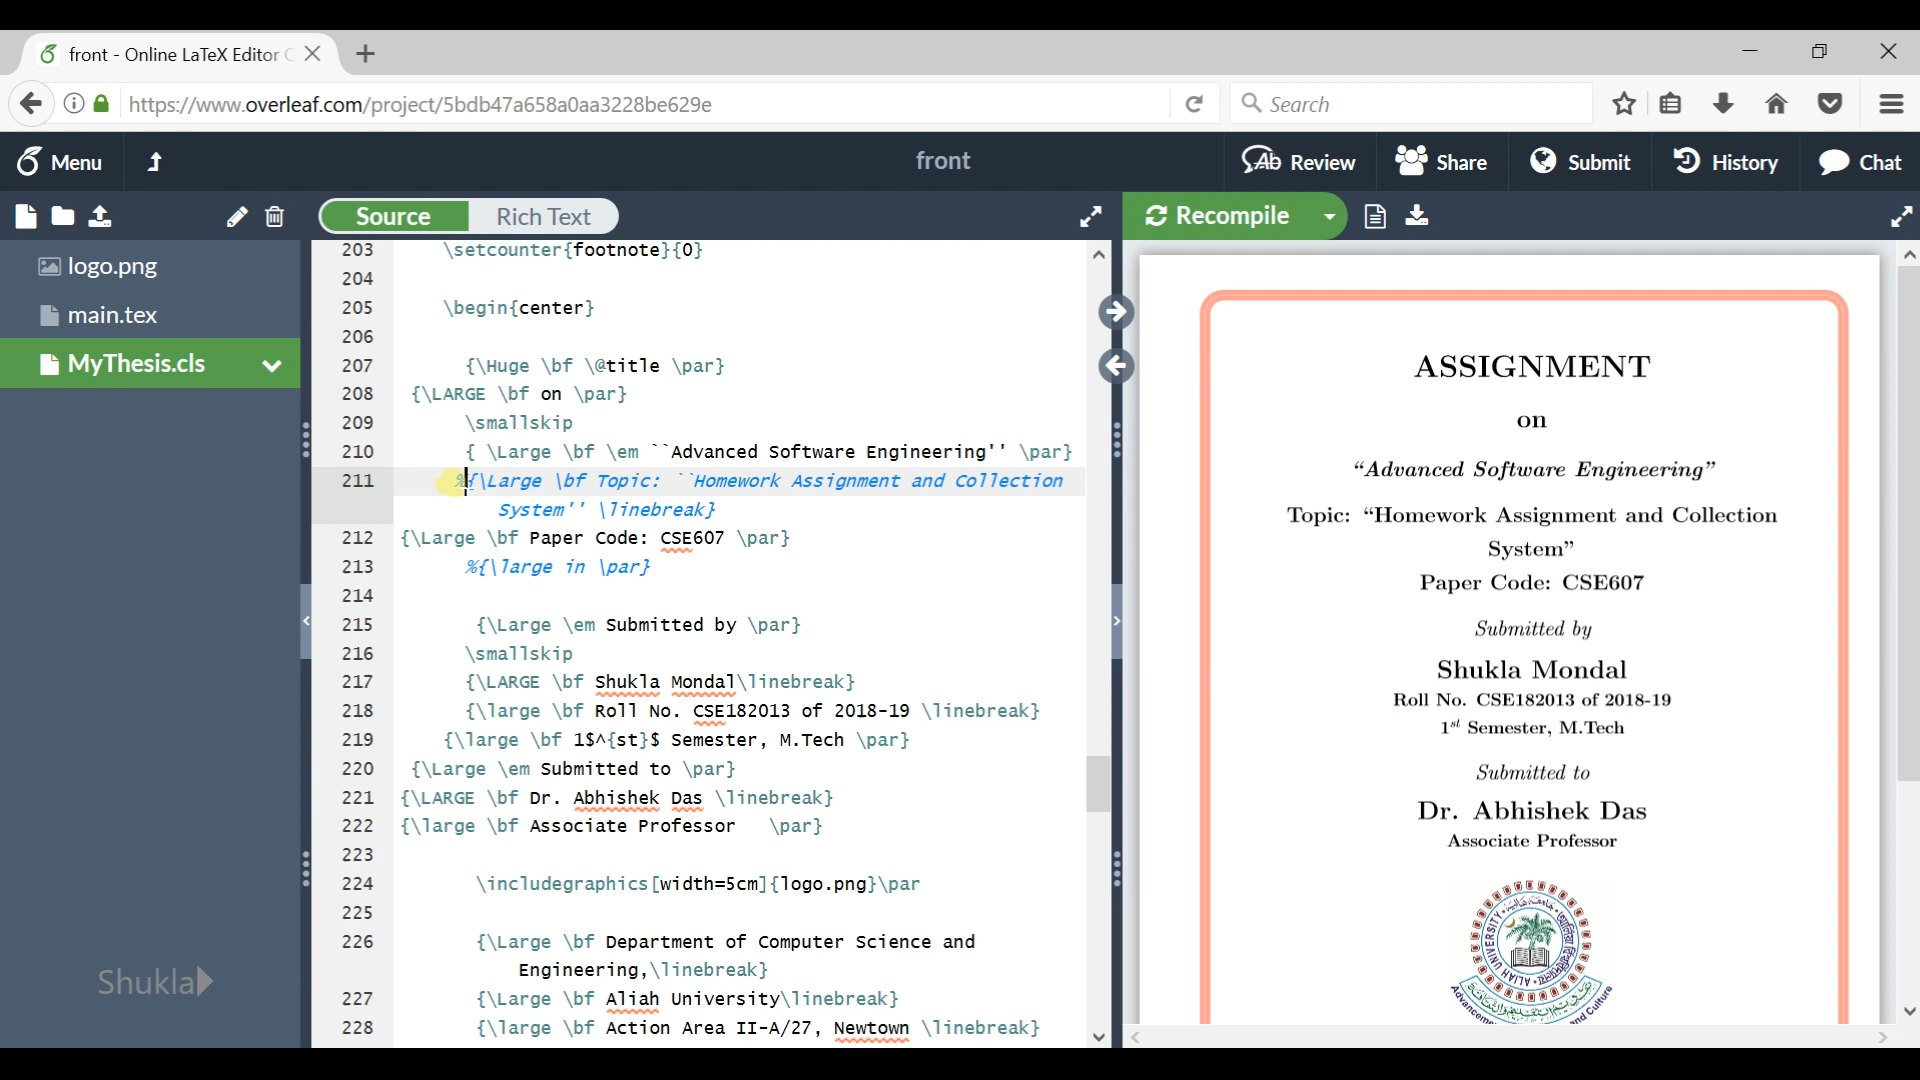 front - Online LaTeX Editor
https://www.overleaf.com/project/5bdb47a658a0aa3228be629e
Search
Menu
front
Review
Share
Submit
History
Chat
Source
Rich Text
Recompile
logo.png
main.tex
MyThesis.cls
203 \setcounter{footnote}{0}
204
205 \begin{center}
206
207 {\Huge \bf \@title \par}
208 {\LARGE \bf on \par}
209 \smallskip
210 { \Large \bf \em ``Advanced Software Engineering'' \par}
211 %{\Large \bf Topic: ``Homework Assignment and Collection
System'' \linebreak}
212 {\Large \bf Paper Code: CSE607 \par}
213 %{\large in \par}
214
215 {\Large \em Submitted by \par}
216 \smallskip
217 {\LARGE \bf Shukla Mondal\linebreak}
218 {\large \bf Roll No. CSE182013 of 2018-19 \linebreak}
219 {\large \bf 1$^{st}$ Semester, M.Tech \par}
220 {\Large \em Submitted to \par}
221 {\LARGE \bf Dr. Abhishek Das \linebreak}
222 {\large \bf Associate Professor \par}
223
224 \includegraphics[width=5cm]{logo.png}\par
225
226 {\Large \bf Department of Computer Science and
Engineering,\linebreak}
227 {\Large \bf Aliah University\linebreak}
228 {\large \bf Action Area II-A/27, Newtown \linebreak}
ASSIGNMENT
on
“Advanced Software Engineering”
Topic: “Homework Assignment and Collection
System”
Paper Code: CSE607
Submitted by
Shukla Mondal
Roll No. CSE182013 of 2018-19
1st Semester, M.Tech
Submitted to
Dr. Abhishek Das
Associate Professor
ALIAH UNIVERSITY
and Culture
Shukla